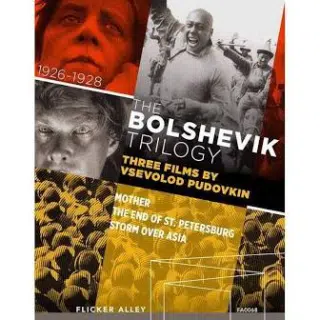 1926-1928
THE
BOLSHEVIK
TRILOGY
THREE FILMS BY
VSEVOLOD PUDOVKIN
MOTHER
THE END OF ST. PETERSBURG
STORM OVER ASIA
FLICKER ALLEY
FA0048